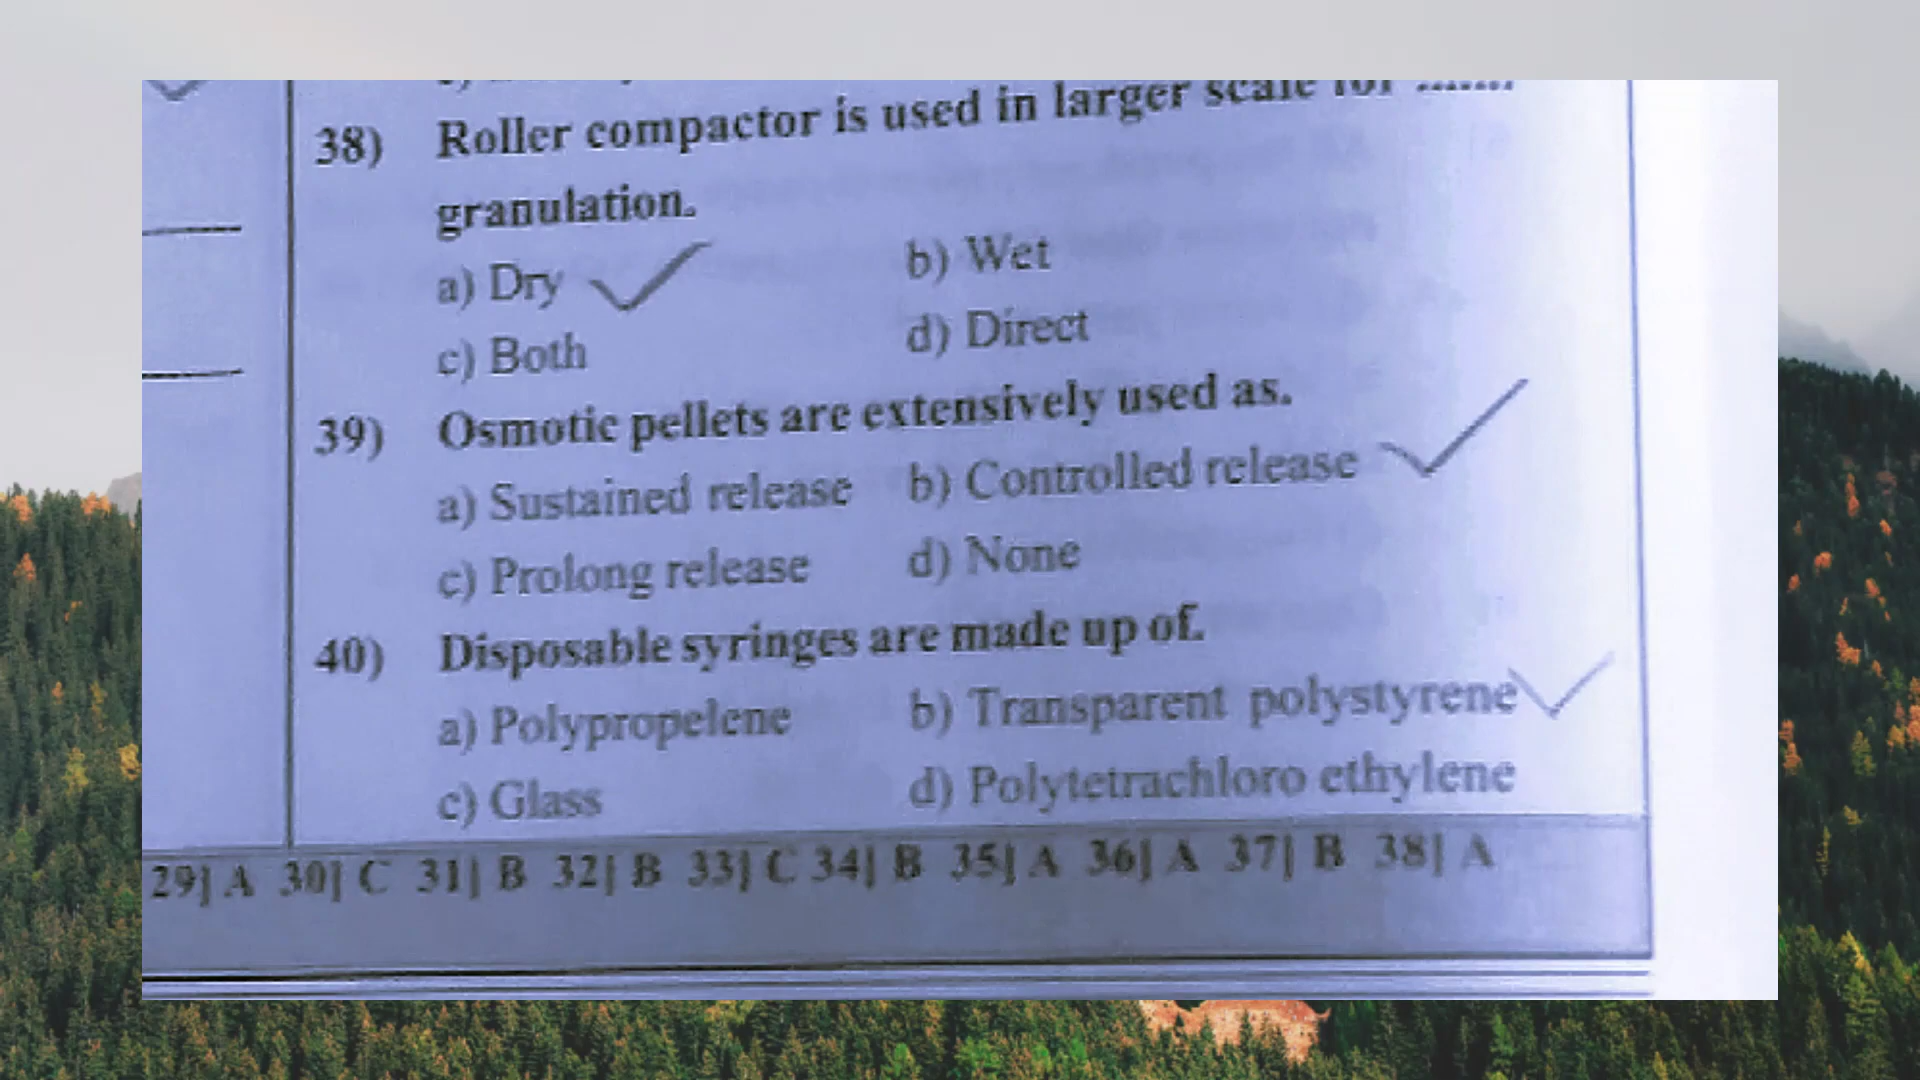 38) Roller compactor is used in larger scale for ........
granulation.
a) Dry b) Wet
c) Both d) Direct
39) Osmotic pellets are extensively used as.
a) Sustained release b) Controlled release
c) Prolong release d) None
40) Disposable syringes are made up of.
a) Polypropelene b) Transparent polystyrene
c) Glass d) Polytetrachloro ethylene
29] A 30] C 31] B 32] B 33] C 34] B 35] A 36] A 37] B 38] A